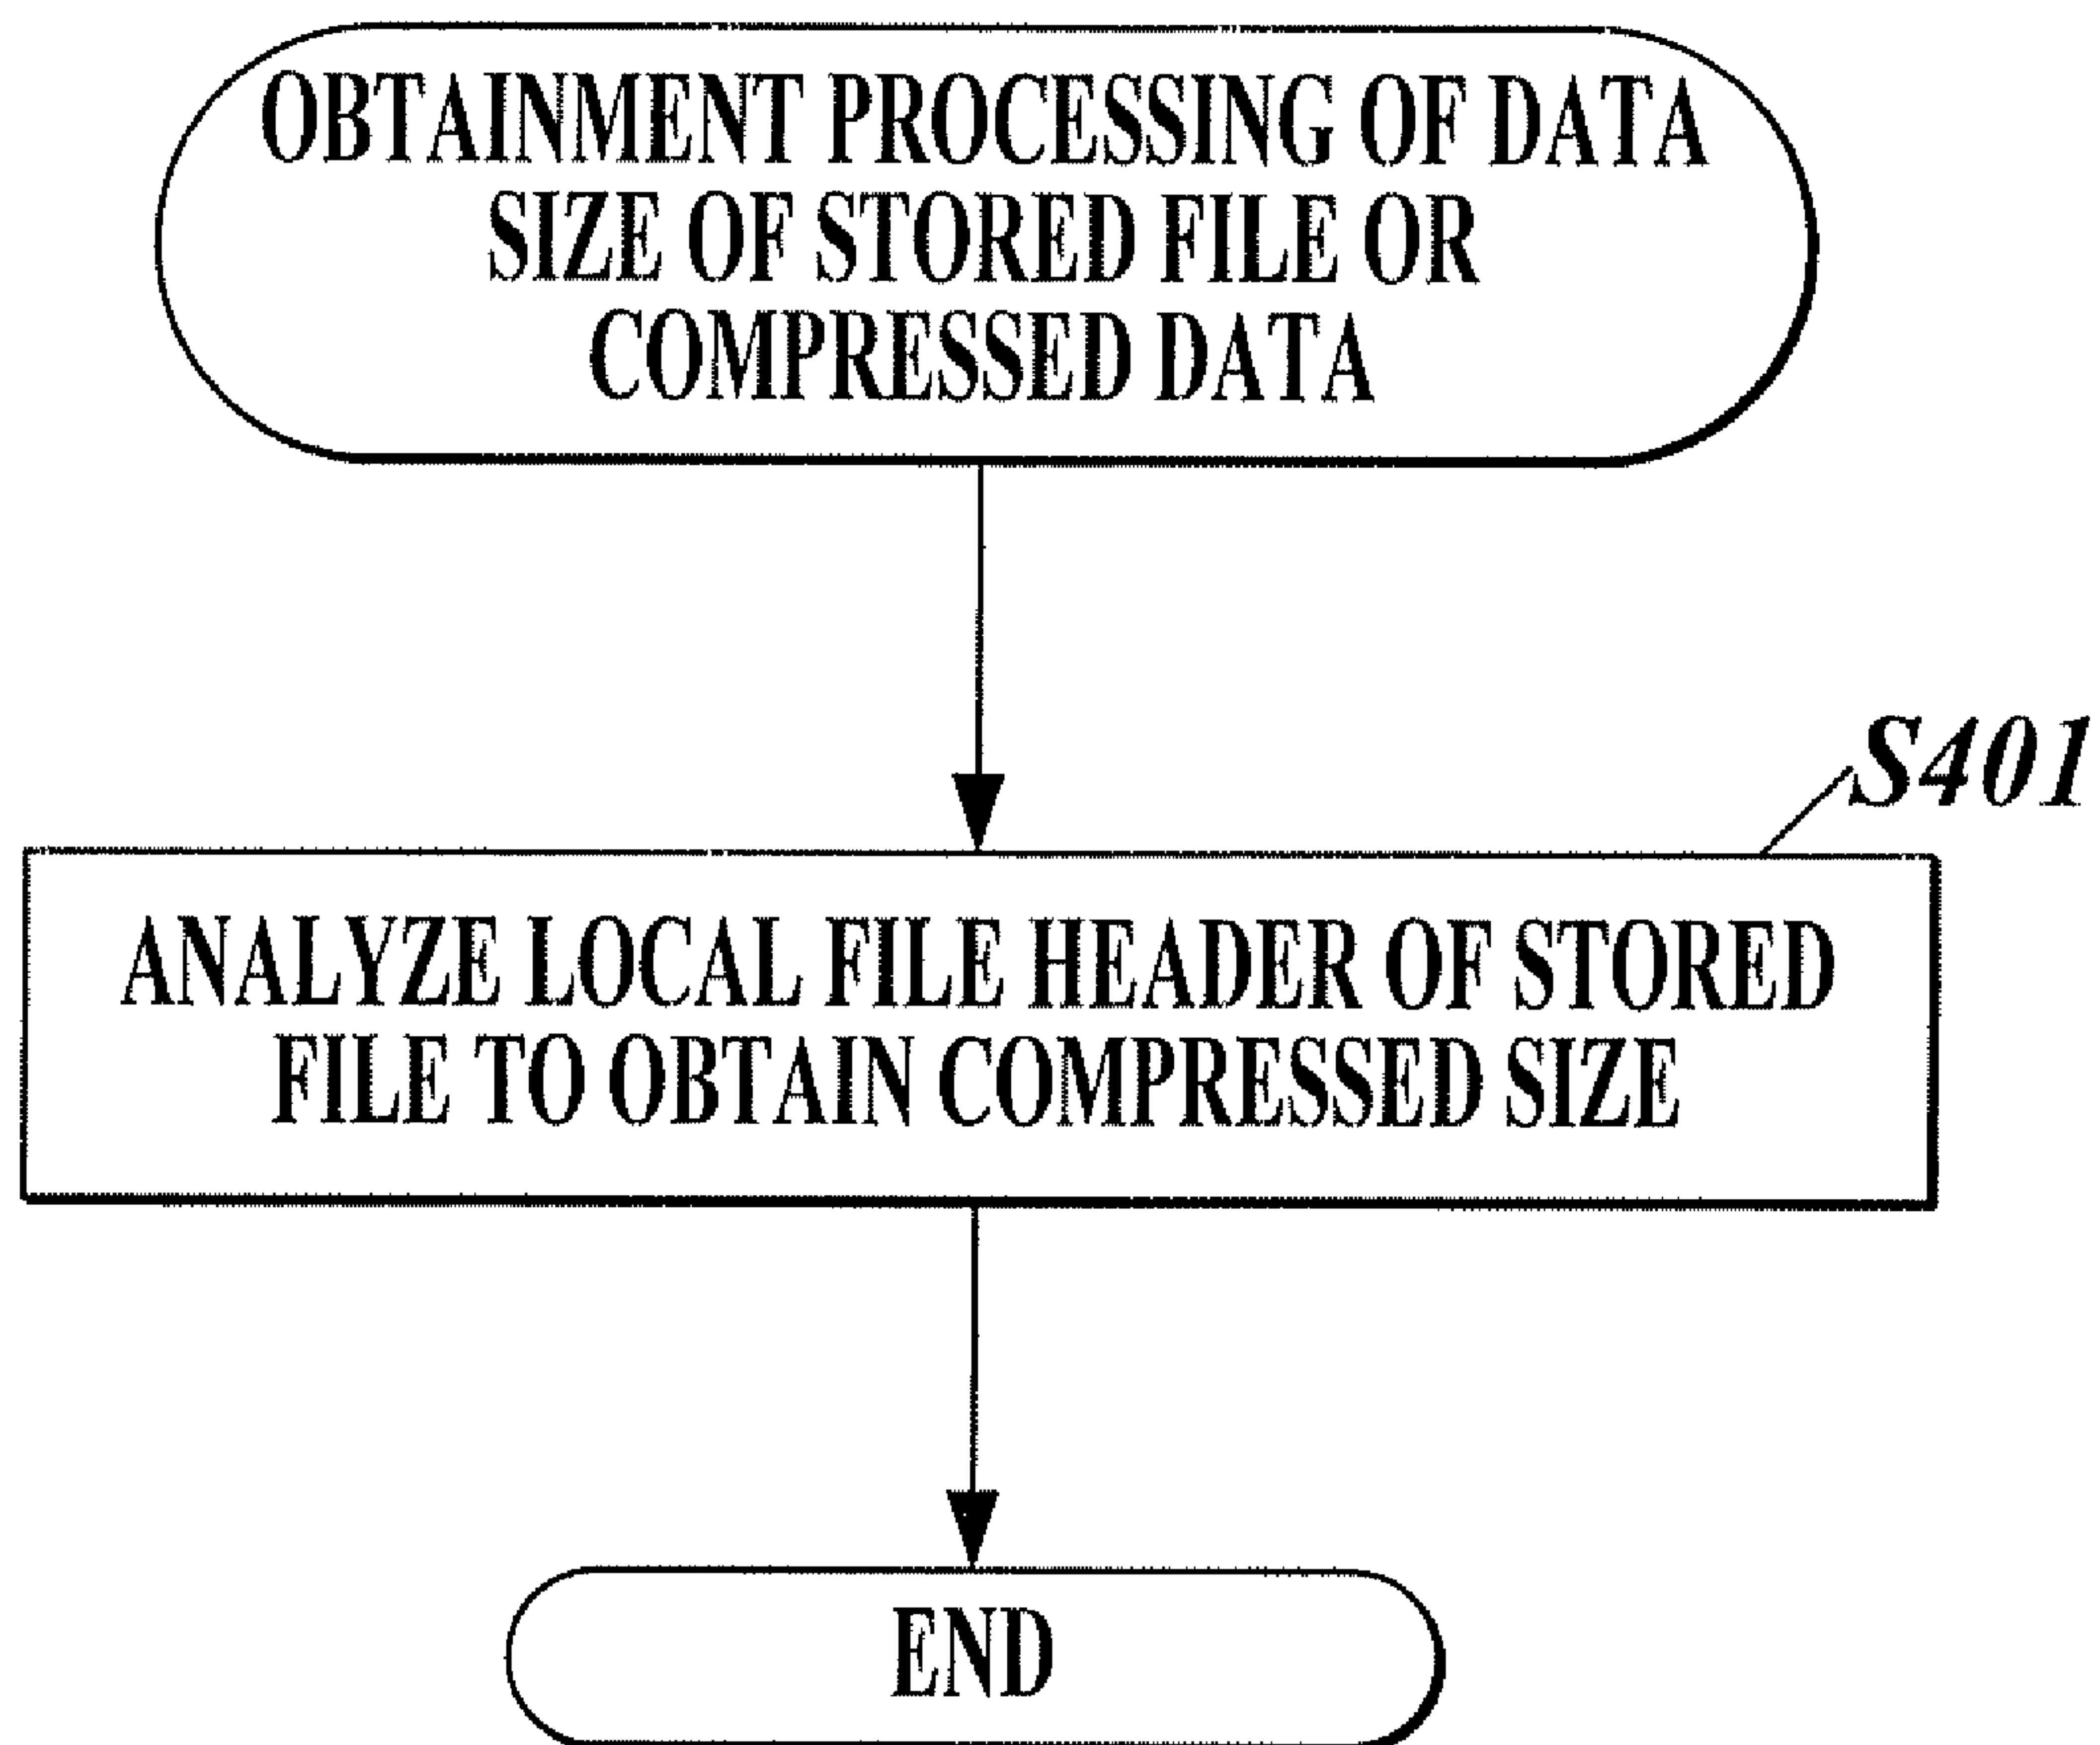 OBTAINMENT PROCESSING OF DATA
SIZE OF STORED FILE OR
COMPRESSED DATA
S401
ANALYZE LOCAL FILE HEADER OF STORED
FILE TO OBTAIN COMPRESSED SIZE
END